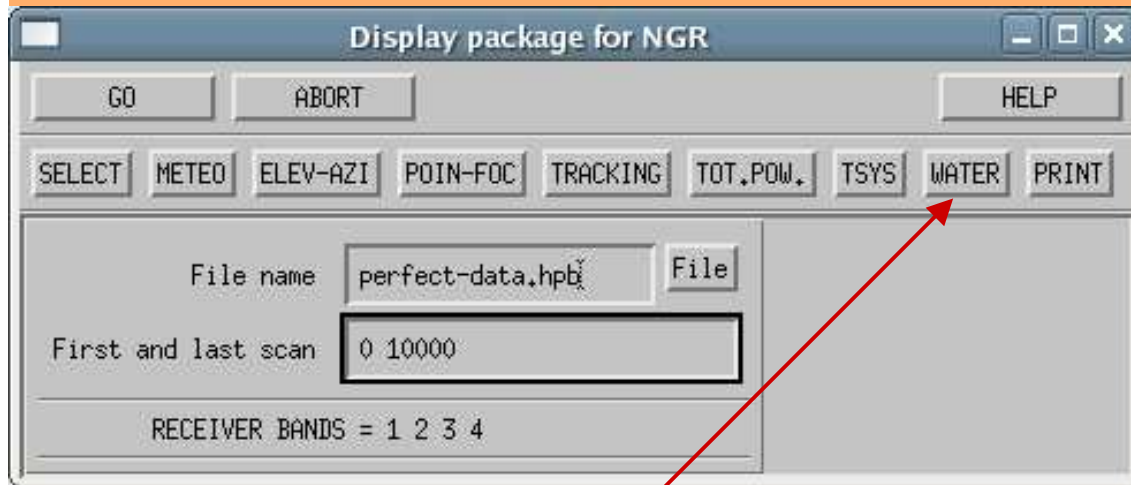 Display package for NGR
GO ABORT HELP
SELECT METEO ELEV-AZI POIN-FOC TRACKING TOT.POW. TSYS WATER PRINT
File name perfect-data.hpb File
First and last scan 0 10000
RECEIVER BANDS = 1 2 3 4